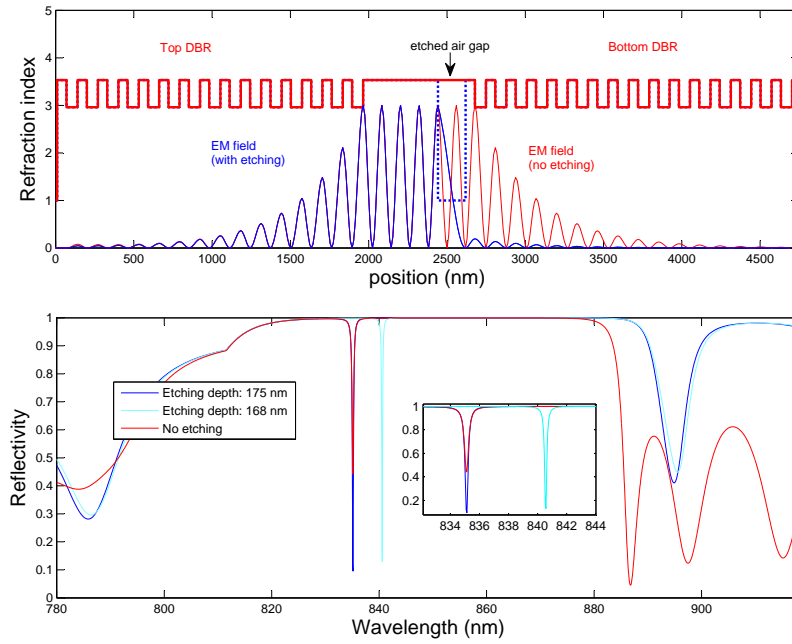 5
4
3
2
1
0
Refraction index
Top DBR
etched air gap
Bottom DBR
EM field
(with etching)
EM field
(no etching)
0 500 1000 1500 2000 2500 3000 3500 4000 4500
position (nm)
1
0.9
0.8
0.7
0.6
0.5
0.4
0.3
0.2
0.1
0
Reflectivity
Etching depth: 175 nm
Etching depth: 168 nm
No etching
1
0.8
0.6
0.4
0.2
834 836 838 840 842 844
780 800 820 840 860 880 900
Wavelength (nm)